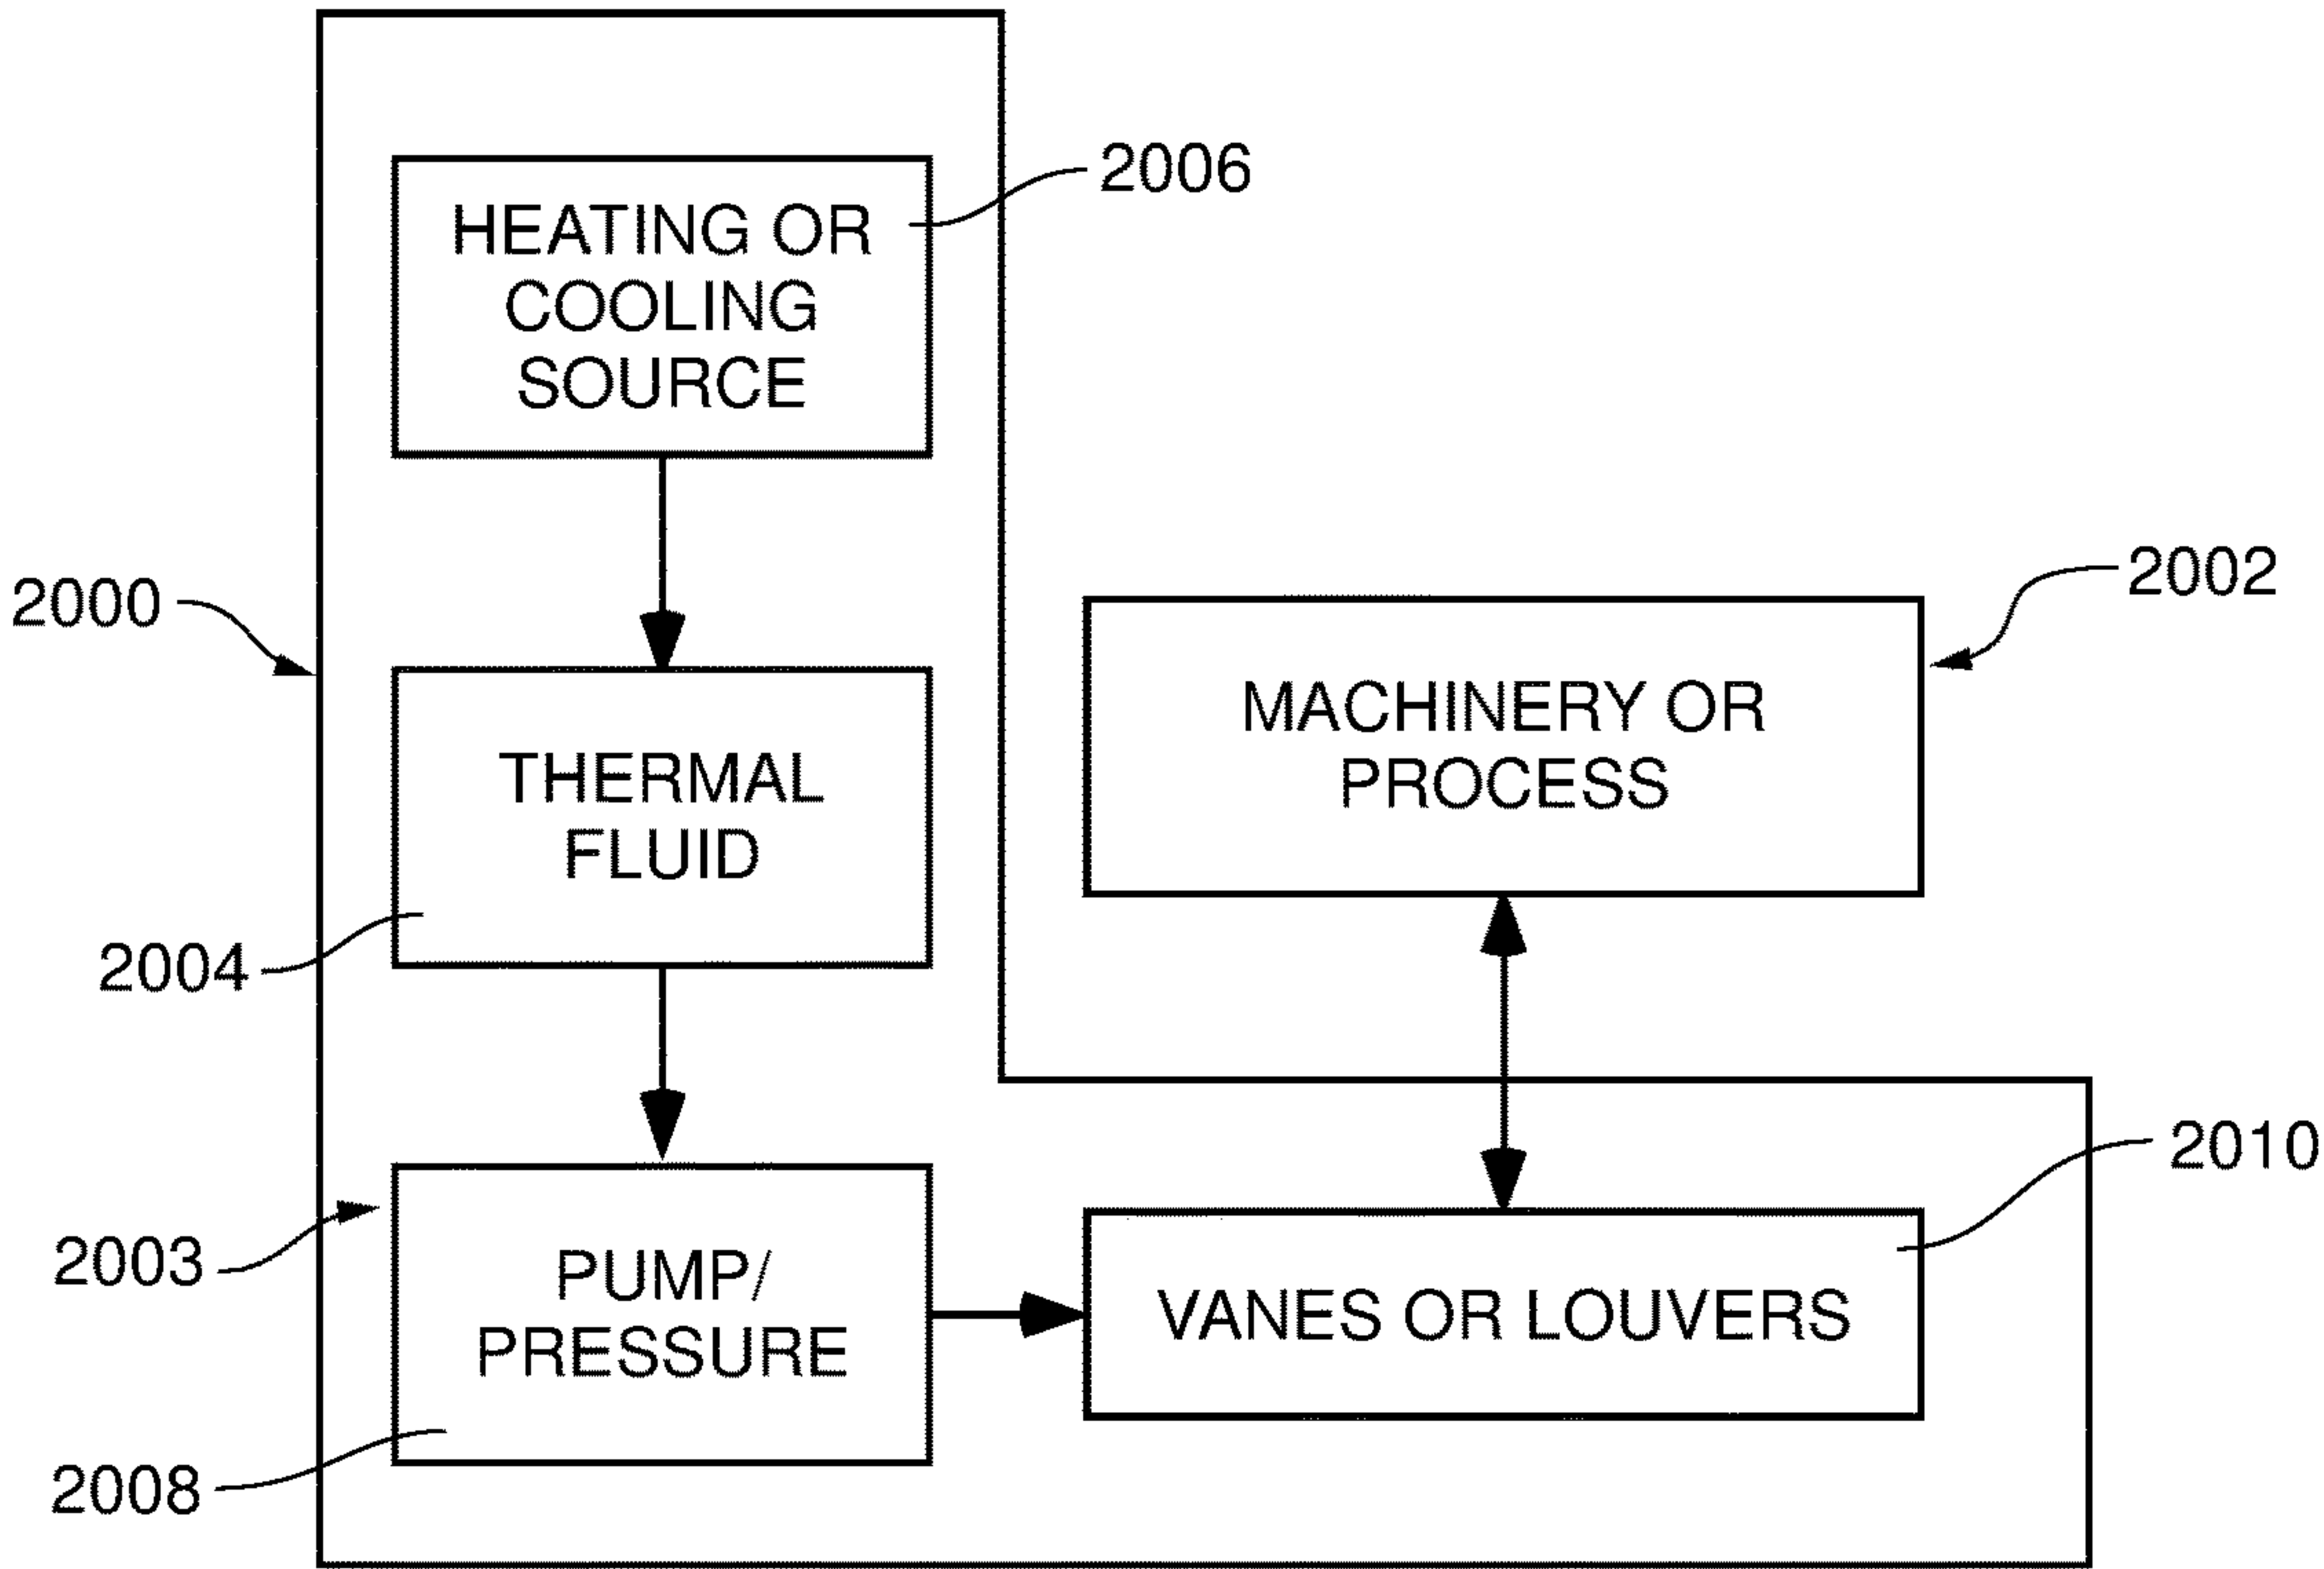 2006
HEATING OR
COOLING
SOURCE
2000
2002
MACHINERY OR
PROCESS
THERMAL
FLUID
2004
2010
2003
PUMP/
PRESSURE
VANES OR LOUVERS
2008